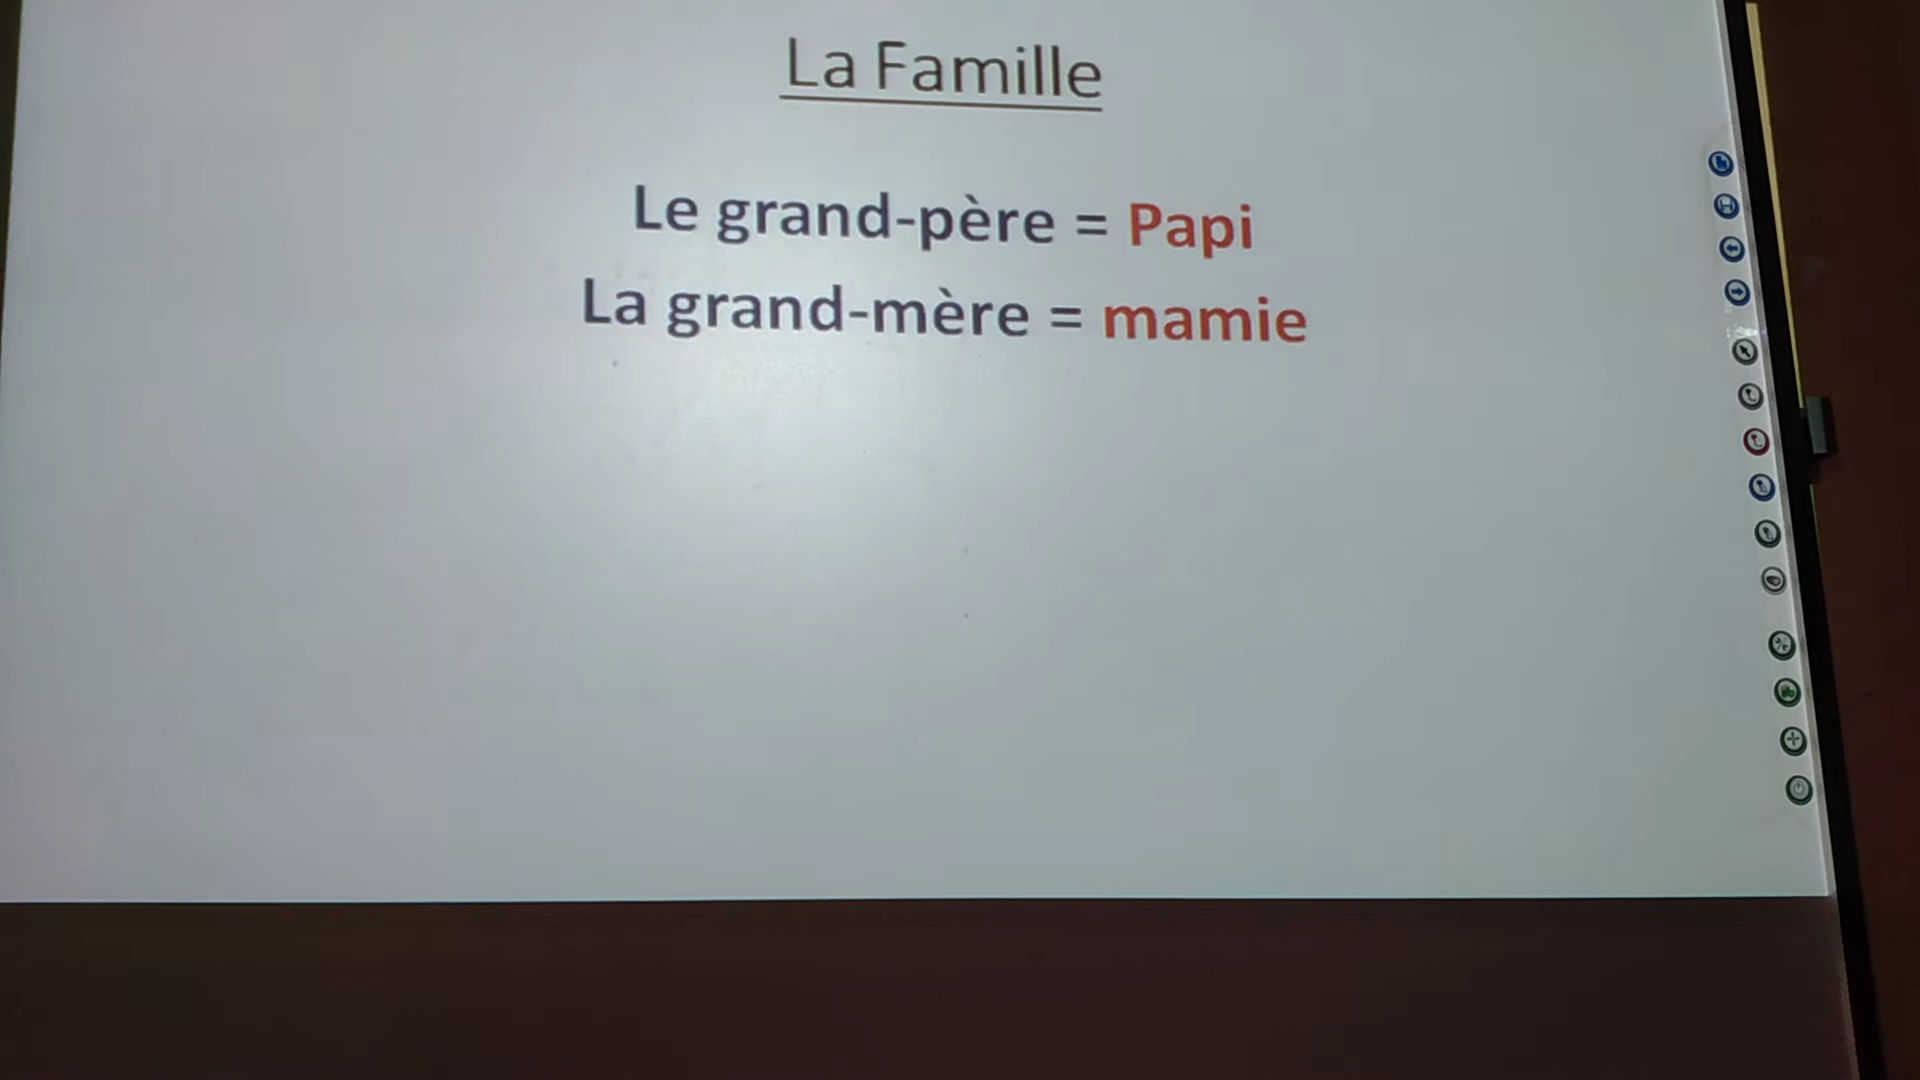 La Famille
Le grand-père = Papi
La grand-mère = mamie